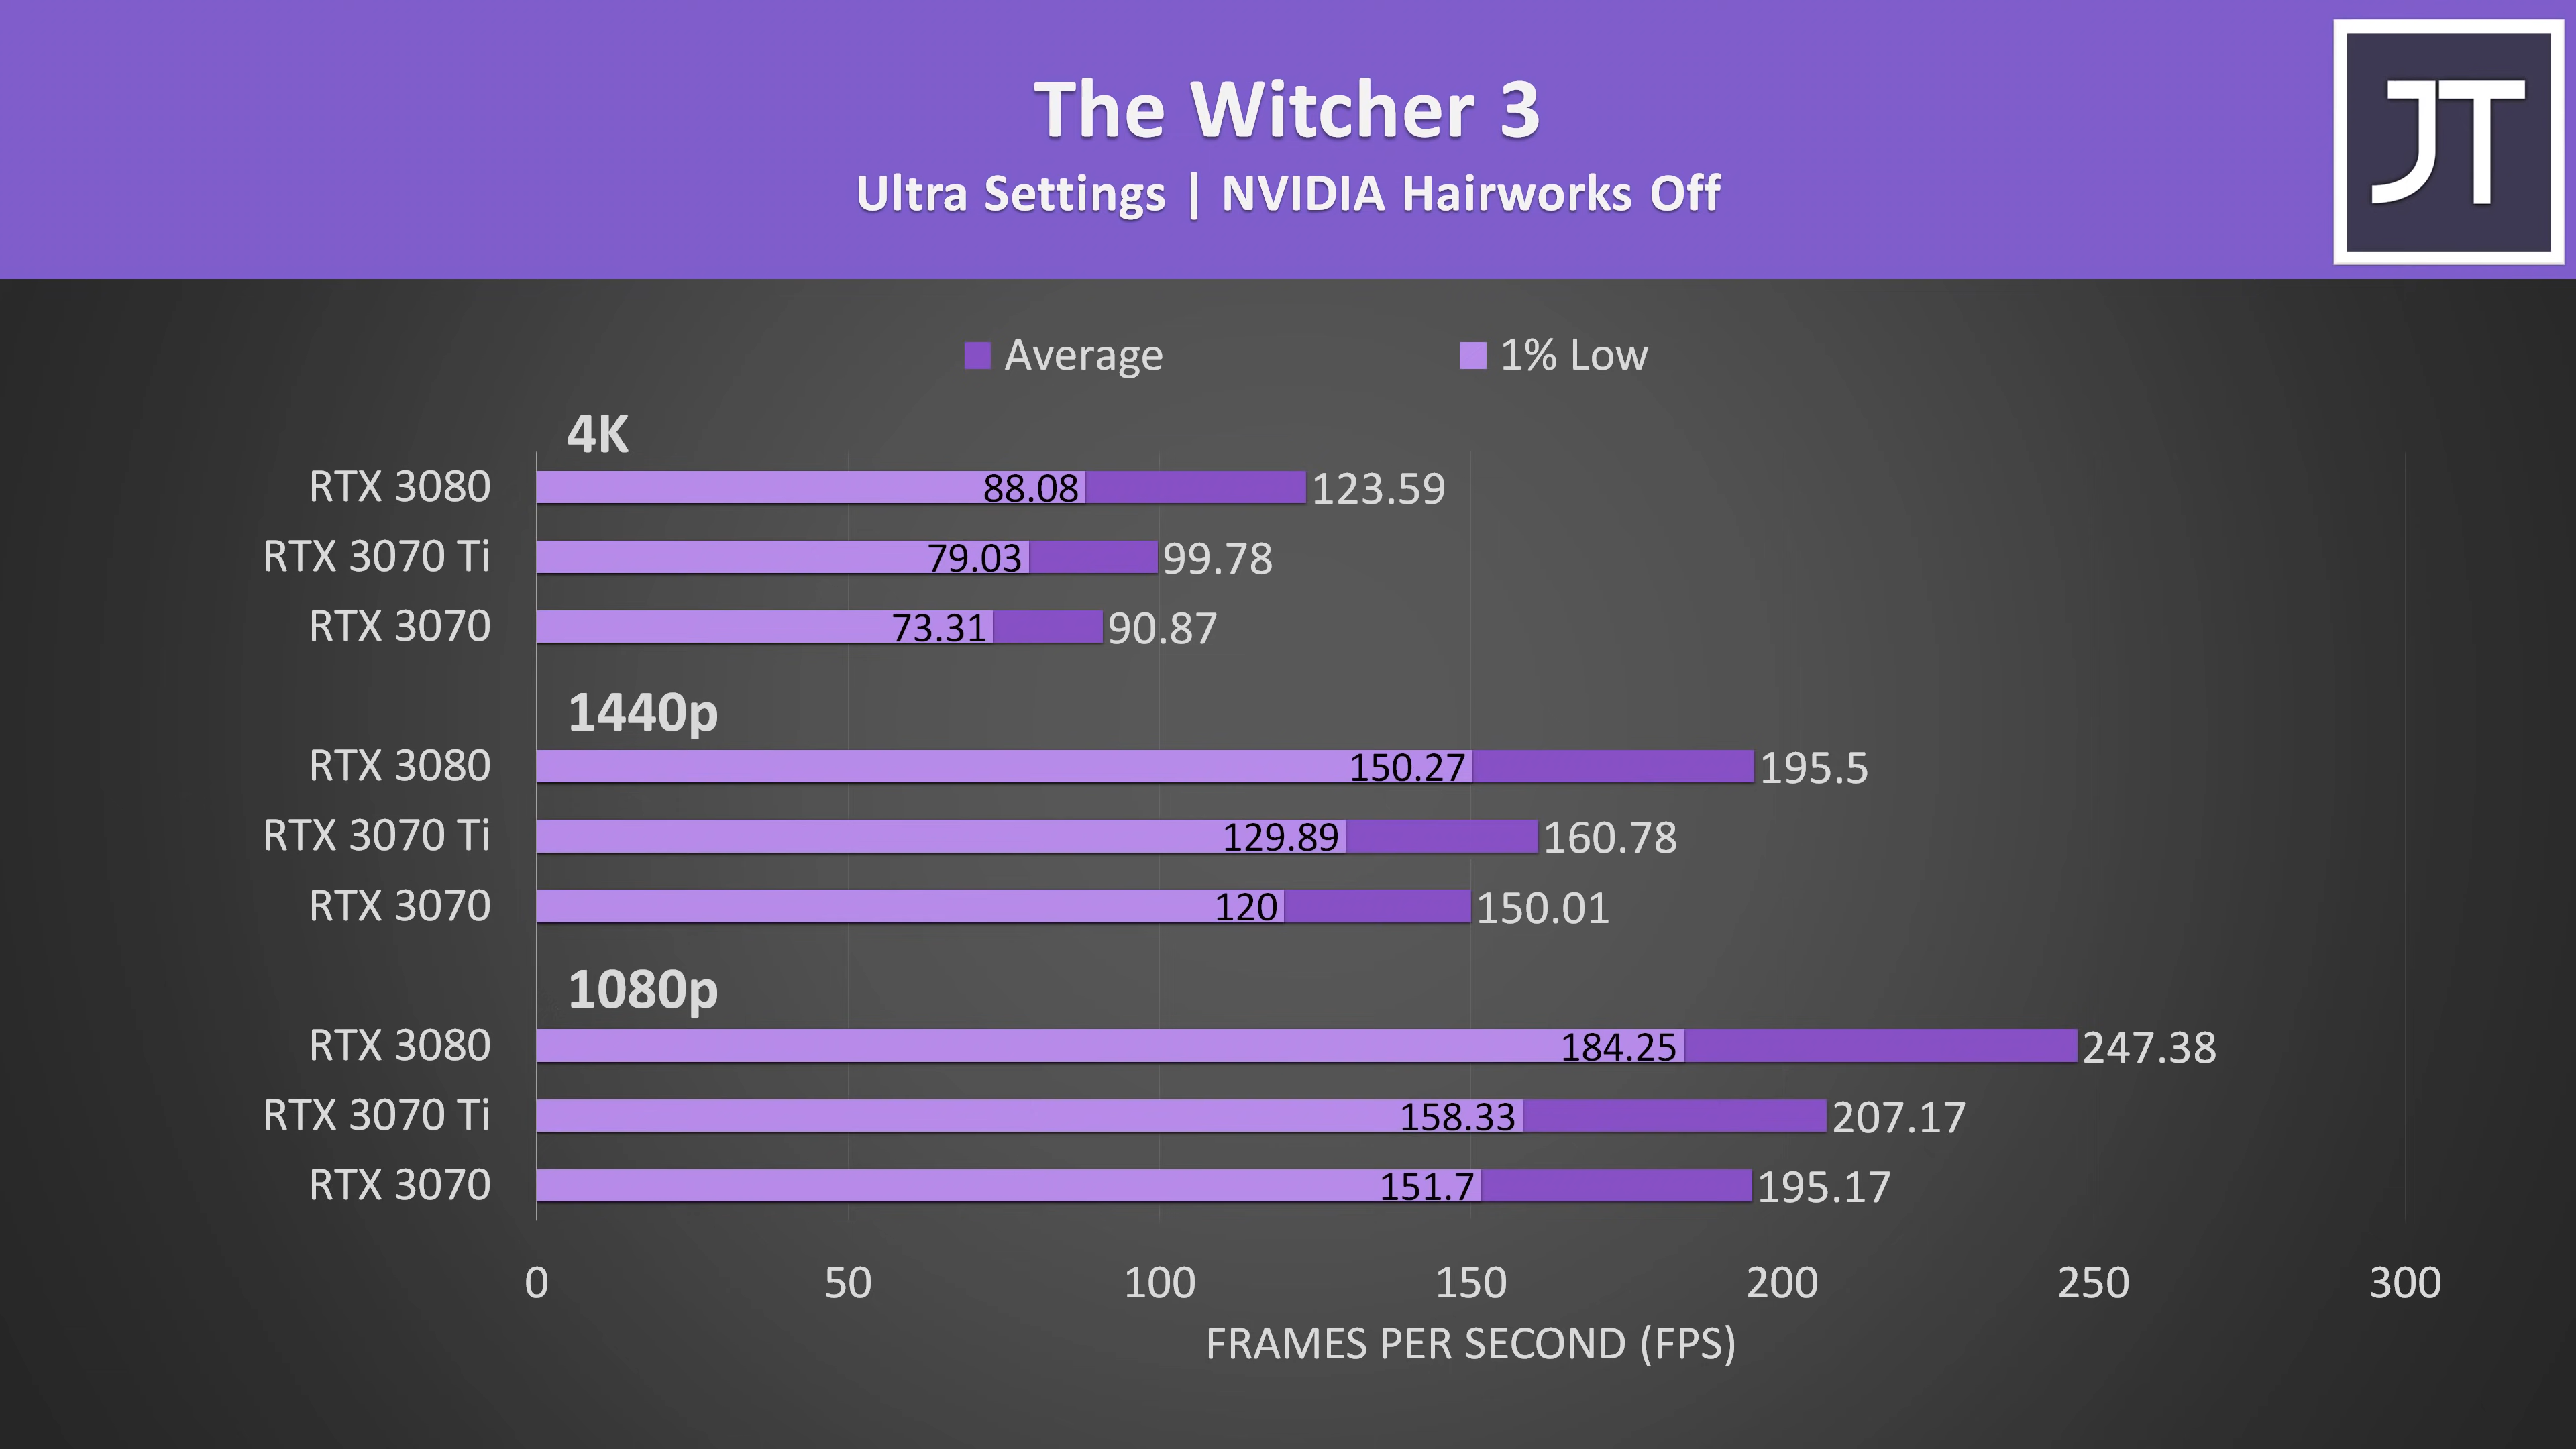 The Witcher 3
Ultra Settings | NVIDIA Hairworks Off
JT
Average 1% Low
4K
RTX 3080 88.08 123.59
RTX 3070 Ti 79.03 99.78
RTX 3070 73.31 90.87
1440p
RTX 3080 150.27 195.5
RTX 3070 Ti 129.89 160.78
RTX 3070 120 150.01
1080p
RTX 3080 184.25 247.38
RTX 3070 Ti 158.33 207.17
RTX 3070 151.7 195.17
0 50 100 150 200 250 300
FRAMES PER SECOND (FPS)